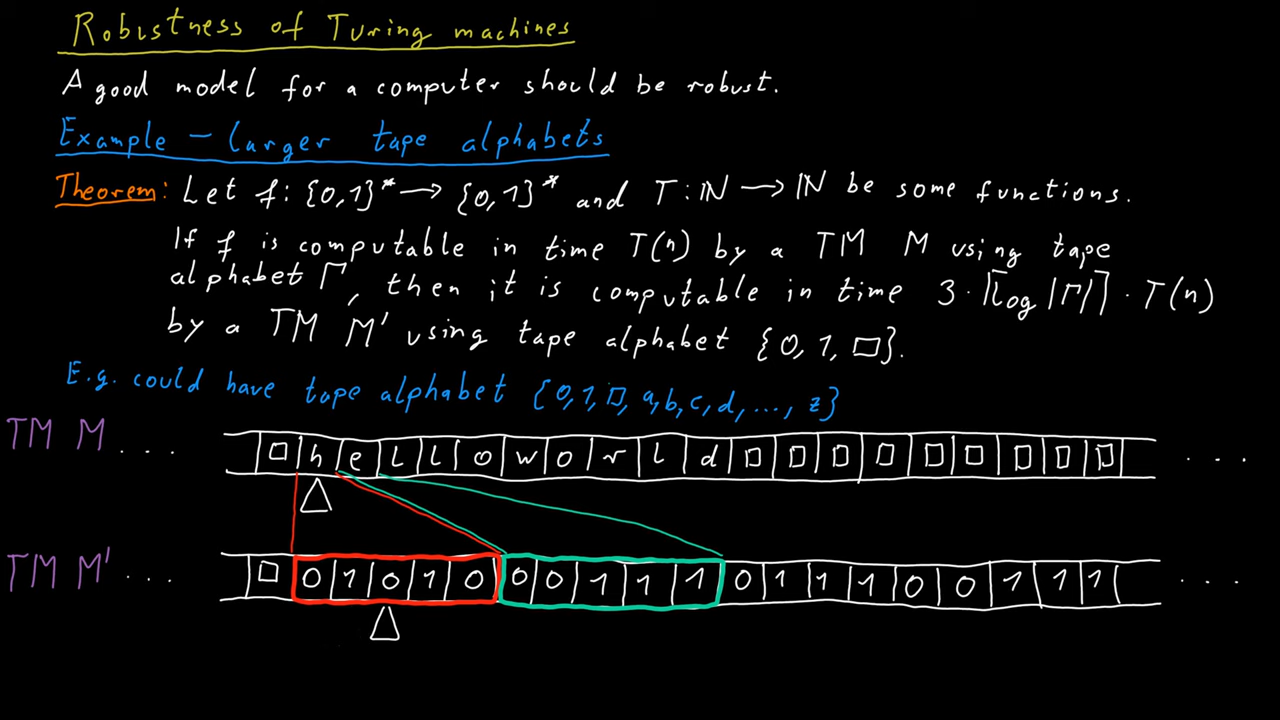 Robustness of Turing machines
A good model for a computer should be robust.
Example - larger tape alphabets
Theorem: Let f: {0,1}* → {0,1}* and T: ℕ → ℕ be some functions.
If f is computable in time T(n) by a TM M using tape
alphabet Γ, then it is computable in time 3·⌈log |Γ|⌉·T(n)
by a TM M' using tape alphabet {0,1,□}.
E.g. could have tape alphabet {0,1,□,a,b,c,d,...,z}
TM M ... □ h e l l o w o r l d □ □ □ □ □ □ □ □ □ ...
TM M' ... □ 0 1 0 1 0 0 0 1 1 1 0 1 1 1 0 0 1 1 1 ...